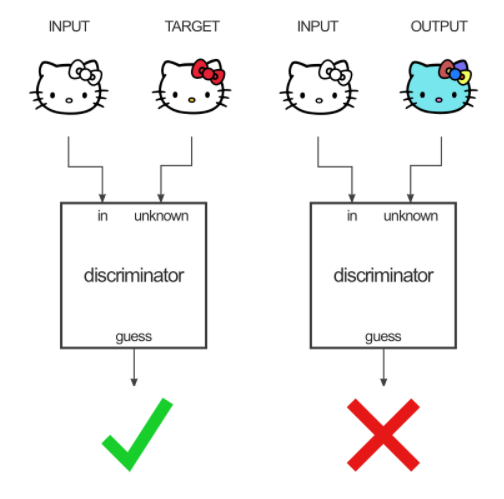 INPUT TARGET INPUT OUTPUT
in unknown in unknown
discriminator discriminator
guess guess